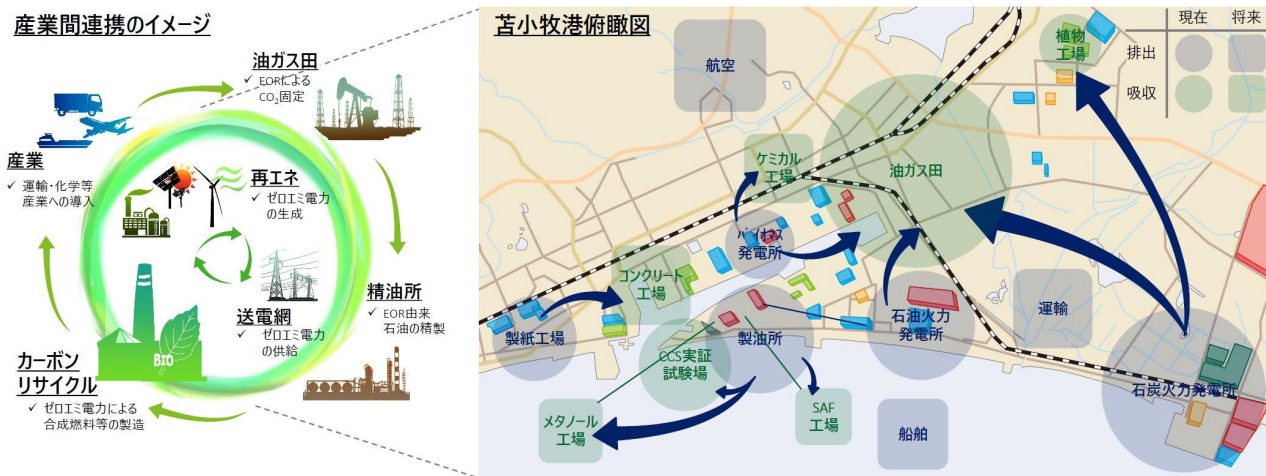 産業間連携のイメージ
油ガス田
✓ EORによる
CO₂固定
産業
✓ 運輸・化学等
産業への導入
再エネ
✓ ゼロエミ電力
の生成
送電網
✓ ゼロエミ電力
の供給
精油所
✓ EOR由来
石油の精製
BIO
カーボン
リサイクル
✓ ゼロエミ電力による
合成燃料等の製造
苫小牧港俯瞰図
現在
将来
排出
吸収
航空
植物
工場
ケミカル
工場
油ガス田
バイオマス
発電所
コンクリート
工場
製紙工場
CCS実証
試験場
製油所
石油火力
発電所
運輸
石炭火力発電所
メタノール
工場
SAF
工場
船舶